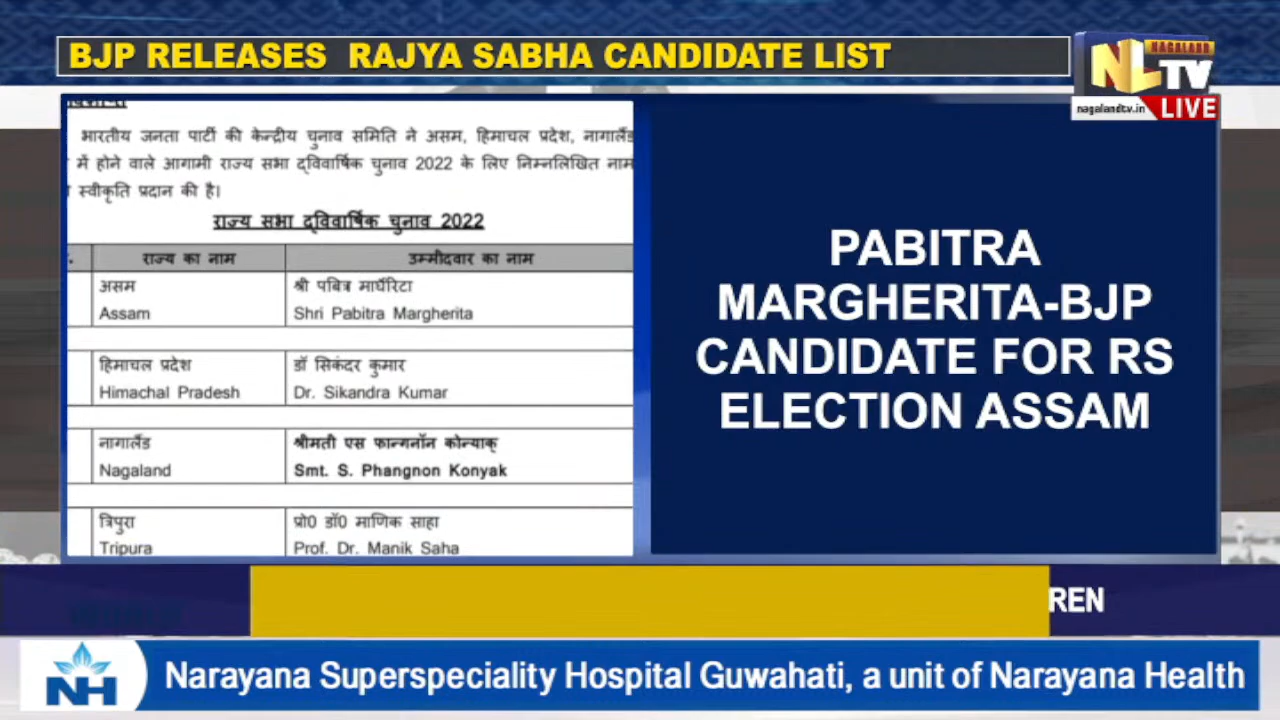 BJP RELEASES RAJYA SABHA CANDIDATE LIST
NAGALAND
NLTV
nagalandtv.in LIVE
भारतीय जनता पार्टी की केन्द्रीय चुनाव समिति ने असम, हिमाचल प्रदेश, नागालैंड
में होने वाले आगामी राज्य सभा द्विवार्षिक चुनाव 2022 के लिए निम्नलिखित नाम
स्वीकृति प्रदान की है।
राज्य सभा द्विवार्षिक चुनाव 2022
राज्य का नाम उम्मीदवार का नाम
असम श्री पबित्र मार्घेरिटा
Assam Shri Pabitra Margherita
हिमाचल प्रदेश डॉ सिकंदर कुमार
Himachal Pradesh Dr. Sikandra Kumar
नागालैंड श्रीमती एस फान्गनॉन कोन्याक्
Nagaland Smt. S. Phangnon Konyak
त्रिपुरा प्रो0 डॉ0 माणिक साहा
Tripura Prof. Dr. Manik Saha
PABITRA
MARGHERITA-BJP
CANDIDATE FOR RS
ELECTION ASSAM
REN
NH Narayana Superspeciality Hospital Guwahati, a unit of Narayana Health